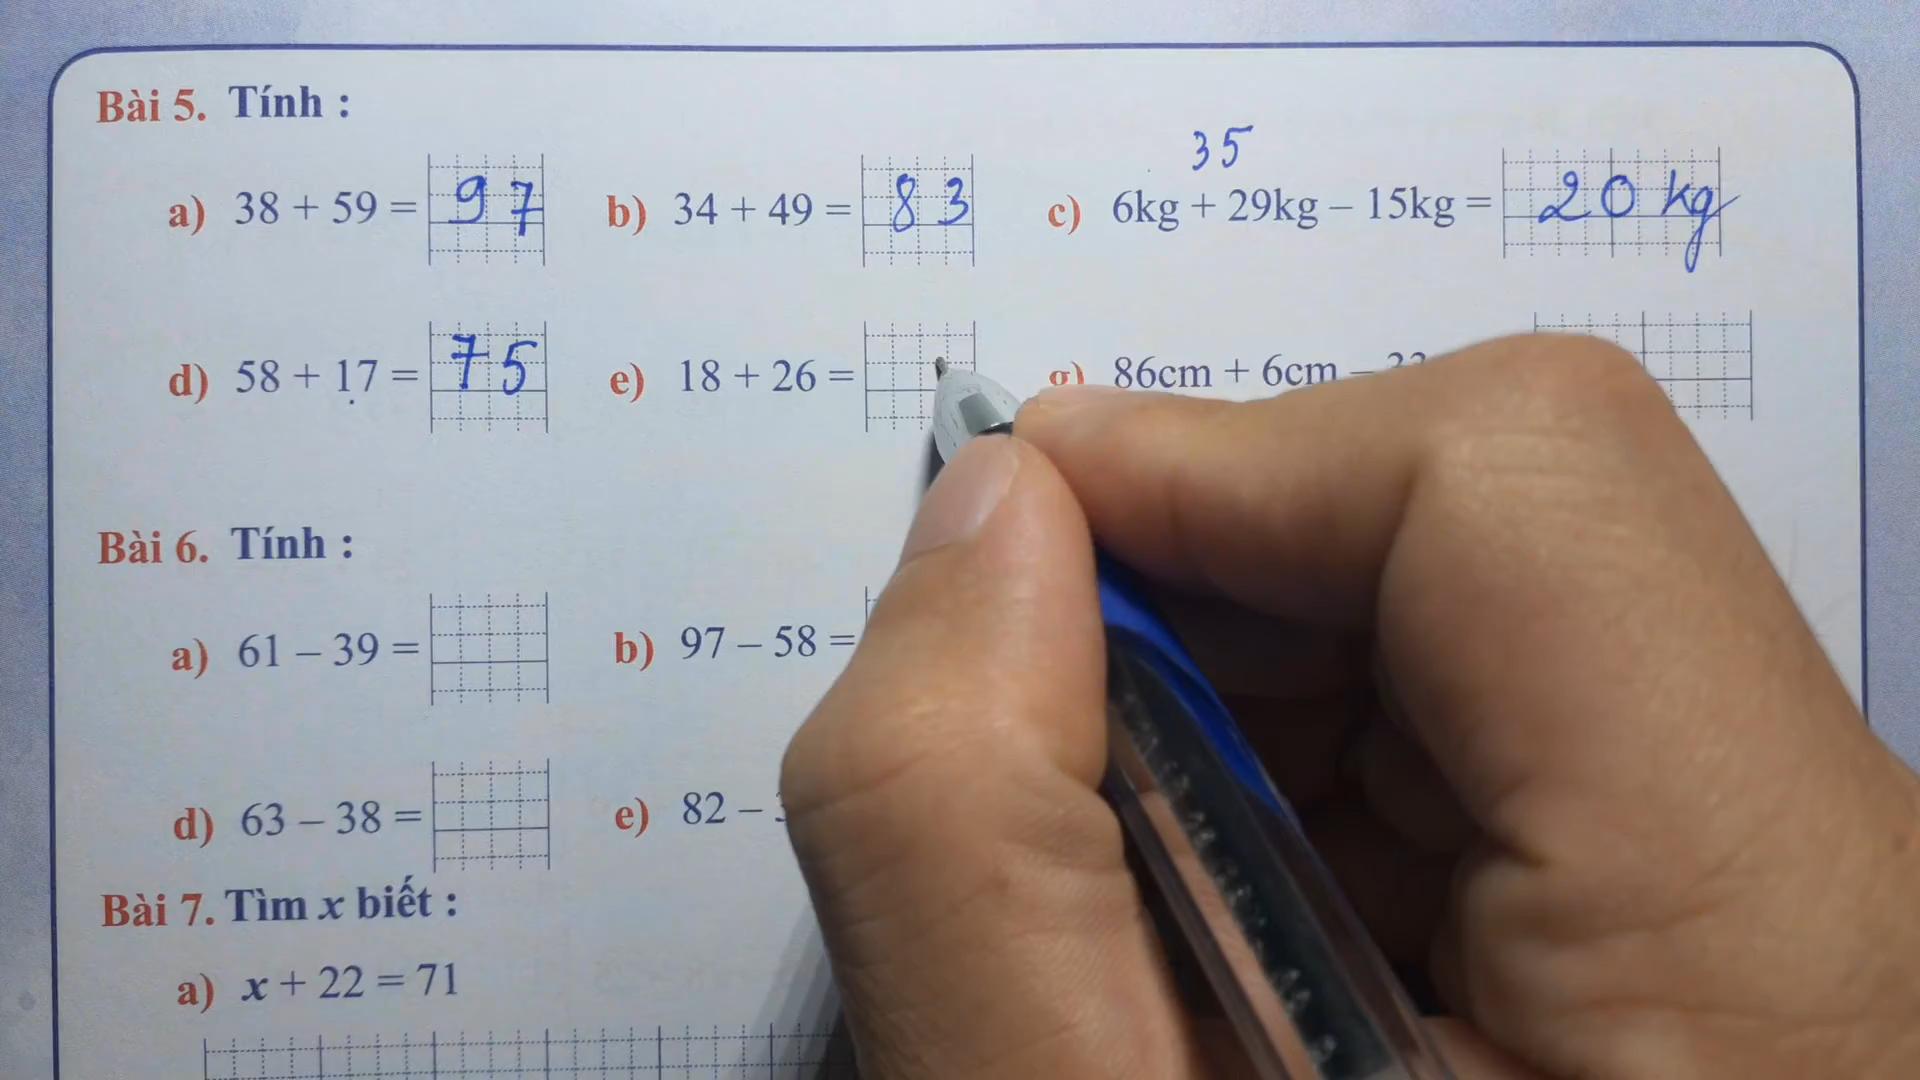 Bài 5. Tính :
35
a) 38 + 59 = 97 b) 34 + 49 = 83 c) 6kg + 29kg – 15kg = 20 kg
d) 58 + 17 = 75 e) 18 + 26 = g) 86cm + 6cm –
Bài 6. Tính :
a) 61 – 39 = b) 97 – 58 =
d) 63 – 38 = e) 82 –
Bài 7. Tìm x biết :
a) x + 22 = 71